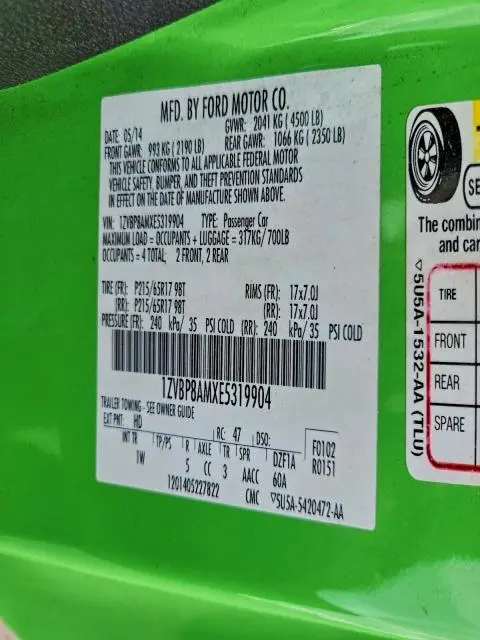 MFD. BY FORD MOTOR CO.
DATE: 05/14 GVWR: 2041 KG (4500 LB)
FRONT GAWR: 993 KG (2190 LB) REAR GAWR: 1066 KG (2350 LB)
THIS VEHICLE CONFORMS TO ALL APPLICABLE FEDERAL MOTOR
VEHICLE SAFETY, BUMPER, AND THEFT PREVENTION STANDARDS
IN EFFECT ON THE DATE OF MANUFACTURE SHOWN ABOVE.
VIN: 1ZVBP8AMXE5319904 TYPE: Passenger Car
MAXIMUM LOAD = OCCUPANTS + LUGGAGE = 317KG/700LB
OCCUPANTS = 4 TOTAL; 2 FRONT, 2 REAR
TIRE (FR): P215/65R17 98T RIMS (FR): 17x7.0J
(RR): P215/65R17 98T (RR): 17x7.0J
PRESSURE (FR): 240 kPa/ 35 PSI COLD (RR): 240 kPa/ 35 PSI COLD
1ZVBP8AMXE5319904
TRAILER TOWING - SEE OWNER GUIDE
EXT PNT: HD RC: 47 DSO: F0102
INT TR TP/PS R AXLE TR SPR DZF1A R0151
1W 5 CC 3 AACC 60A
1201405227822 CMC ▽5U5A-5420472-AA
SE
The combin
and car
TIRE
FRONT
REAR
SPARE
▽5U5A-1532-AA (TLU)